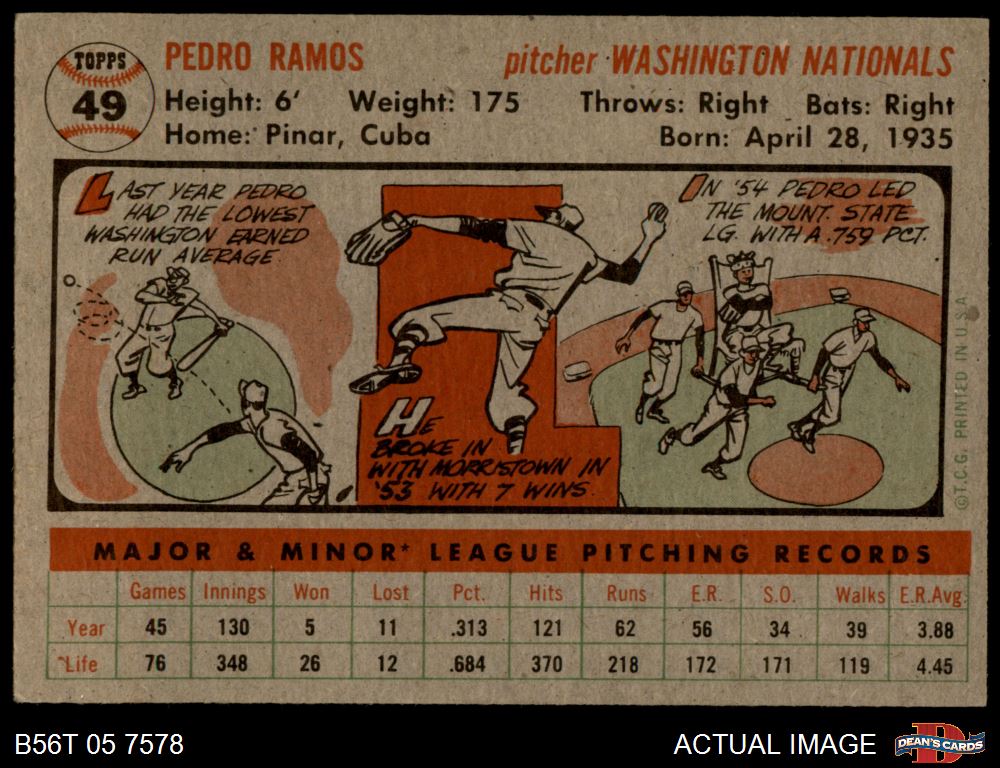 TOPPS
49
PEDRO RAMOS
pitcher WASHINGTON NATIONALS
Height: 6' Weight: 175 Throws: Right Bats: Right
Home: Pinar, Cuba Born: April 28, 1935
LAST YEAR PEDRO
HAD THE LOWEST
WASHINGTON EARNED
RUN AVERAGE.
HE
BROKE IN
WITH MORRISTOWN IN
'53 WITH 7 WINS.
IN '54 PEDRO LED
THE MOUNT. STATE
LG. WITH A .759 PCT.
©T.C.G. PRINTED IN U.S.A.
MAJOR & MINOR* LEAGUE PITCHING RECORDS
Games Innings Won Lost Pct. Hits Runs E.R. S.O. Walks E.R.Avg.
Year 45 130 5 11 .313 121 62 56 34 39 3.88
*Life 76 348 26 12 .684 370 218 172 171 119 4.45
B56T 05 7578
ACTUAL IMAGE
D
DEAN'S CARDS